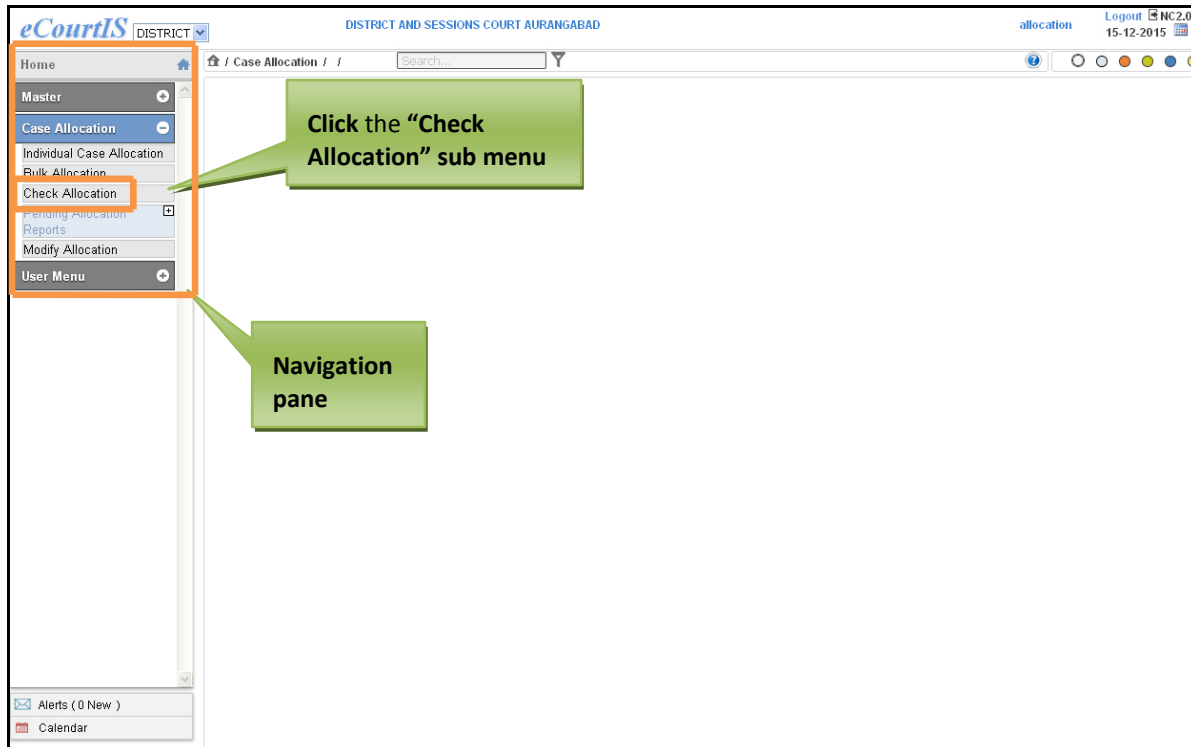 eCourtIS DISTRICT
DISTRICT AND SESSIONS COURT AURANGABAD
allocation
Logout NC2.0
15-12-2015
Home
/ Case Allocation / /
Search...
Master
Case Allocation
Individual Case Allocation
Bulk Allocation
Check Allocation
Pending Allocation
Reports
Modify Allocation
User Menu
Click the “Check
Allocation” sub menu
Navigation
pane
Alerts ( 0 New )
Calendar